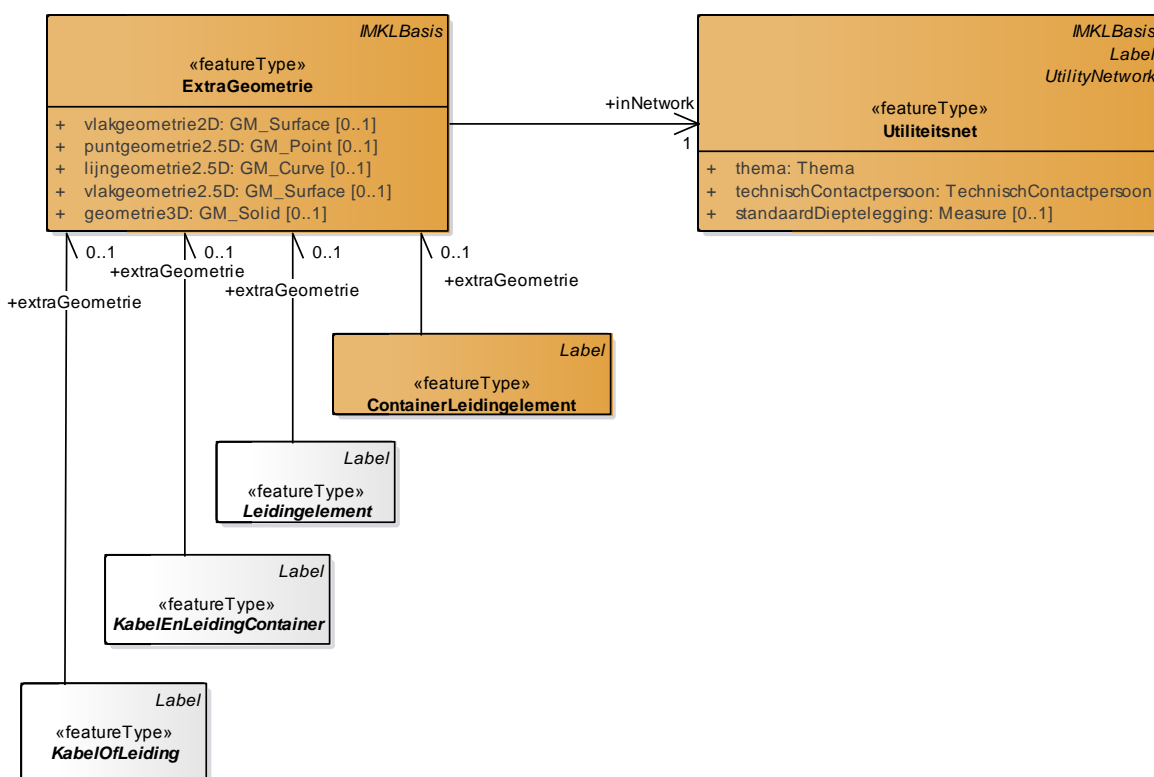 IMKLBasis
«featureType»
ExtraGeometrie
+ vlakgeometrie2D: GM_Surface [0..1]
+ puntgeometrie2.5D: GM_Point [0..1]
+ lijngeometrie2.5D: GM_Curve [0..1]
+ vlakgeometrie2.5D: GM_Surface [0..1]
+ geometrie3D: GM_Solid [0..1]
+inNetwork
1
IMKLBasis
Label
UtilityNetwork
«featureType»
Utiliteitsnet
+ thema: Thema
+ technischContactpersoon: TechnischContactpersoon
+ standaardDieptelegging: Measure [0..1]
0..1
0..1
0..1
0..1
+extraGeometrie
+extraGeometrie
+extraGeometrie
+extraGeometrie
Label
«featureType»
ContainerLeidingelement
Label
«featureType»
Leidingelement
Label
«featureType»
KabelEnLeidingContainer
Label
«featureType»
KabelOfLeiding